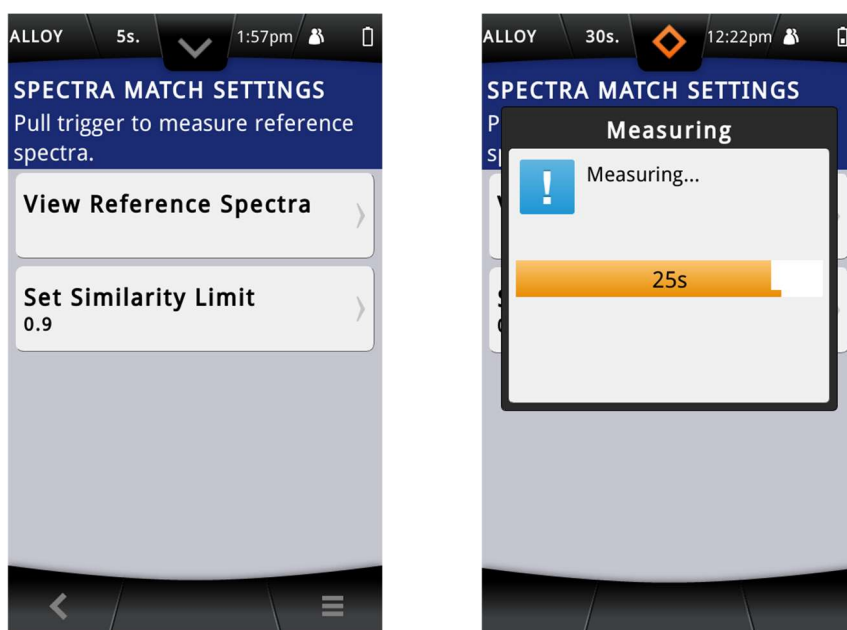 ALLOY 5s. 1:57pm
SPECTRA MATCH SETTINGS
Pull trigger to measure reference
spectra.
View Reference Spectra
Set Similarity Limit
0.9
ALLOY 30s. 12:22pm
SPECTRA MATCH SETTINGS
Measuring
Measuring...
25s